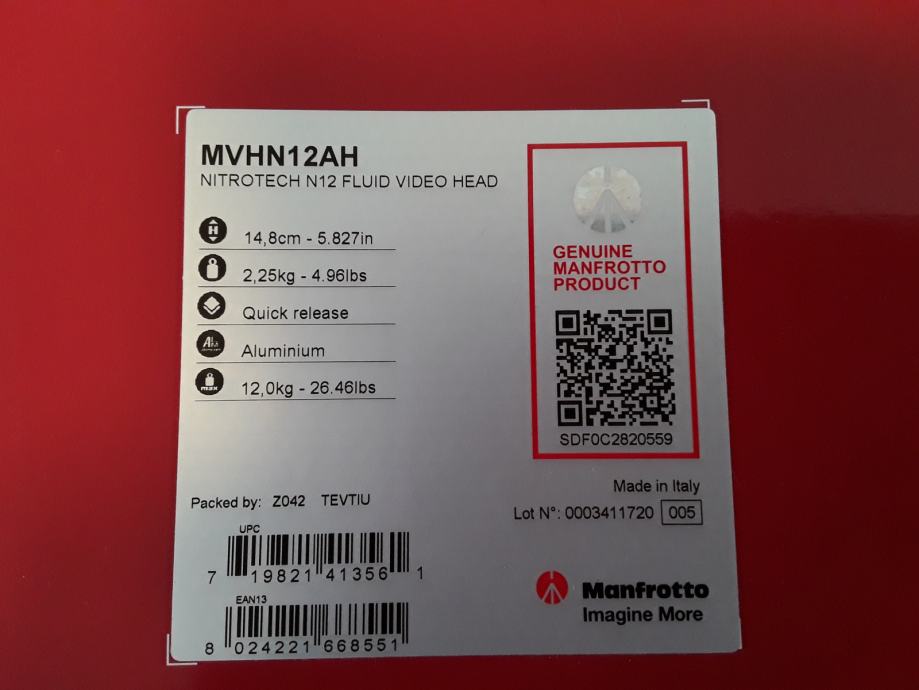 MVHN12AH
NITROTECH N12 FLUID VIDEO HEAD
H
14,8cm - 5.827in
2,25kg - 4.96lbs
Quick release
Aluminium
12,0kg - 26.46lbs
GENUINE
MANFROTTO
PRODUCT
SDF0C2820559
Made in Italy
Lot N°: 0003411720 005
Packed by: Z042 TEVTIU
UPC
7 19821 41356 1
EAN13
8 024221 668551
Manfrotto
Imagine More